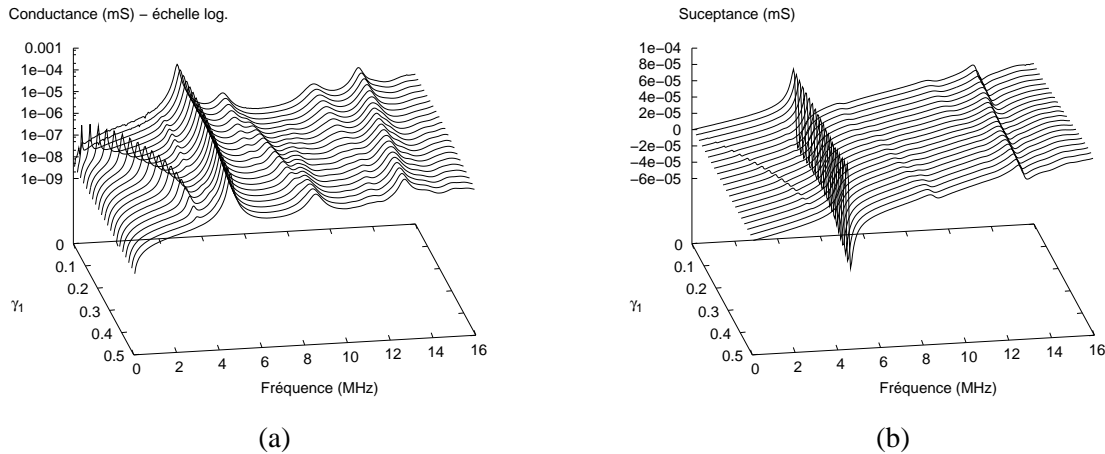 Conductance (mS) – échelle log.
0.001
1e−04
1e−05
1e−06
1e−07
1e−08
1e−09
0
0.1
0.2
0.3
0.4
0.5
γ1
0 2 4 6 8 10 12 14 16
Fréquence (MHz)
(a)
Suceptance (mS)
1e−04
8e−05
6e−05
4e−05
2e−05
0
−2e−05
−4e−05
−6e−05
0
0.1
0.2
0.3
0.4
0.5
γ1
0 2 4 6 8 10 12 14 16
Fréquence (MHz)
(b)